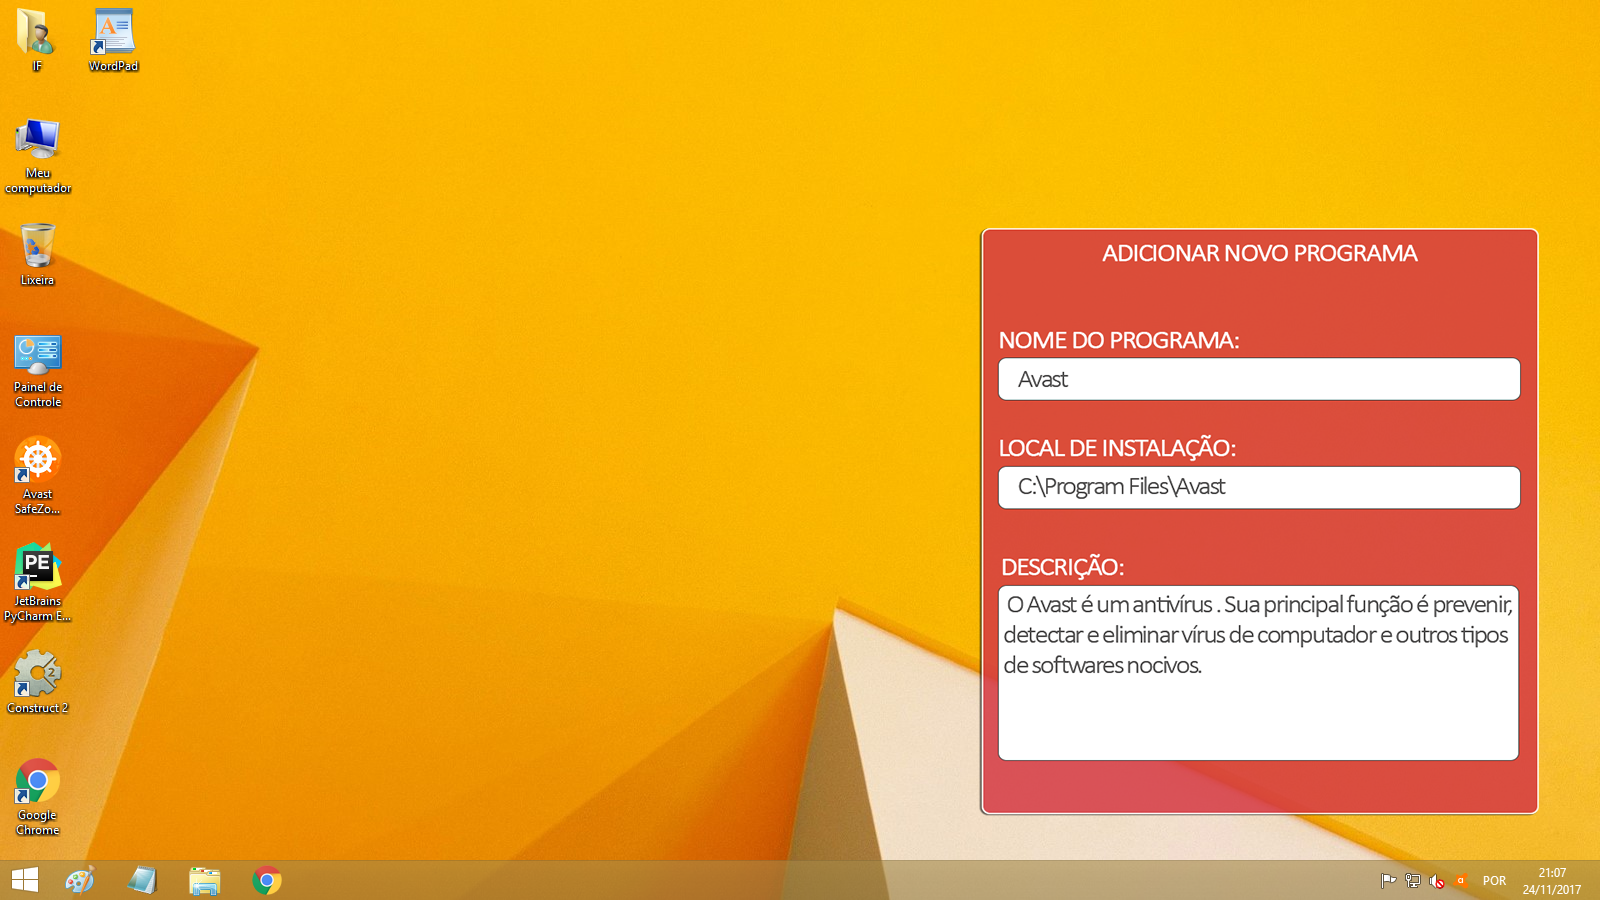 IF
WordPad
Meu
computador
Lixeira
Painel de
Controle
Avast
SafeZo...
PE
JetBrains
PyCharm E...
2
Construct 2
Google
Chrome
ADICIONAR NOVO PROGRAMA
NOME DO PROGRAMA:
Avast
LOCAL DE INSTALAÇÃO:
C:\Program Files\Avast
DESCRIÇÃO:
O Avast é um antivírus . Sua principal função é prevenir,
detectar e eliminar vírus de computador e outros tipos
de softwares nocivos.
POR
21:07
24/11/2017